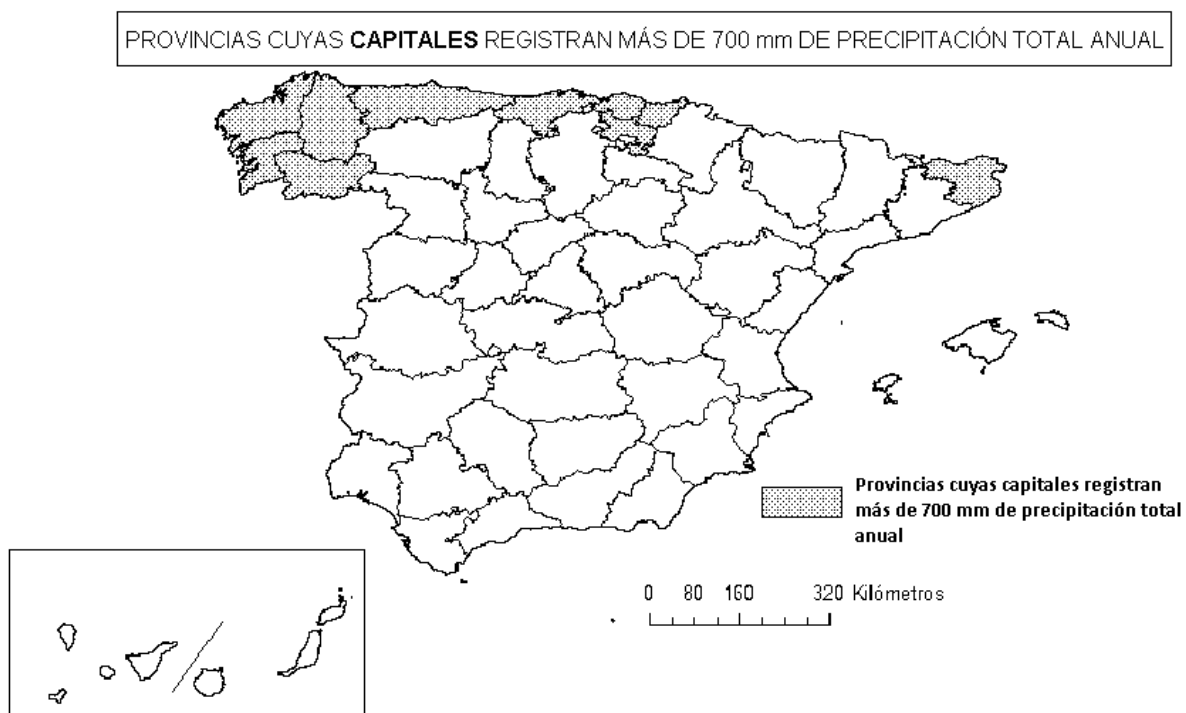 PROVINCIAS CUYAS CAPITALES REGISTRAN MÁS DE 700 mm DE PRECIPITACIÓN TOTAL ANUAL
Provincias cuyas capitales registran
más de 700 mm de precipitación total
anual
0 80 160 320 Kilómetros